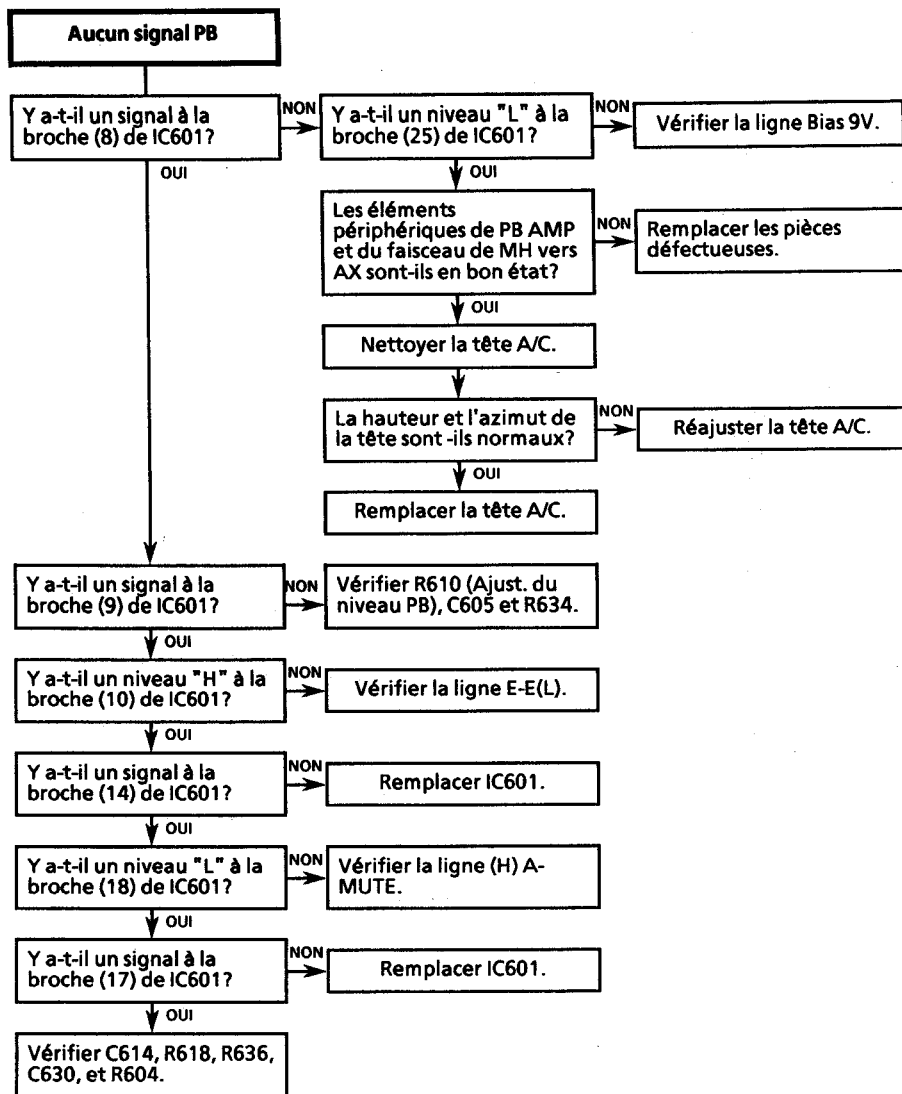 Aucun signal PB
Y a-t-il un signal à la
broche (8) de IC601?
NON
Y a-t-il un niveau "L" à la
broche (25) de IC601?
NON
Vérifier la ligne Bias 9V.
OUI
OUI
Les éléments
périphériques de PB AMP
et du faisceau de MH vers
AX sont-ils en bon état?
NON
Remplacer les pièces
défectueuses.
OUI
Nettoyer la tête A/C.
La hauteur et l'azimut de
la tête sont -ils normaux?
NON
Réajuster la tête A/C.
OUI
Remplacer la tête A/C.
Y a-t-il un signal à la
broche (9) de IC601?
NON
Vérifier R610 (Ajust. du
niveau PB), C605 et R634.
OUI
Y a-t-il un niveau "H" à la
broche (10) de IC601?
NON
Vérifier la ligne E-E(L).
OUI
Y a-t-il un signal à la
broche (14) de IC601?
NON
Remplacer IC601.
OUI
Y a-t-il un niveau "L" à la
broche (18) de IC601?
NON
Vérifier la ligne (H) A-
MUTE.
OUI
Y a-t-il un signal à la
broche (17) de IC601?
NON
Remplacer IC601.
OUI
Vérifier C614, R618, R636,
C630, et R604.